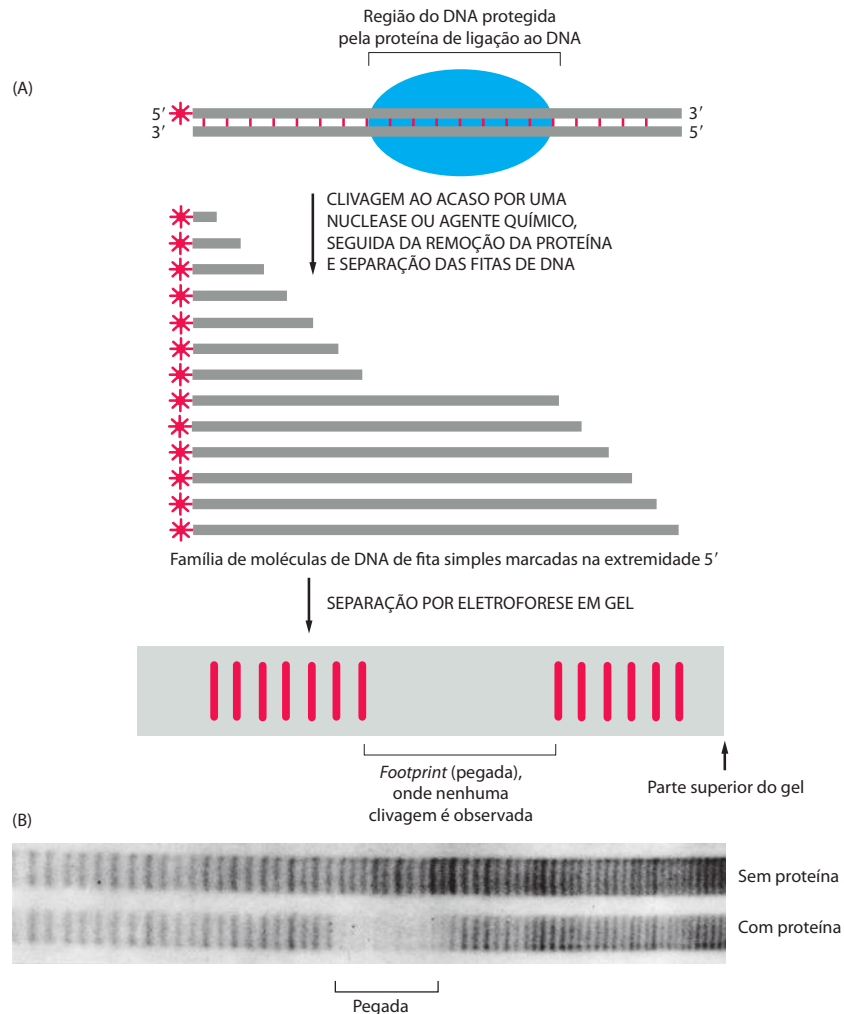 Região do DNA protegida
pela proteína de ligação ao DNA
(A)
5′
3′
3′
5′
CLIVAGEM AO ACASO POR UMA
NUCLEASE OU AGENTE QUÍMICO,
SEGUIDA DA REMOÇÃO DA PROTEÍNA
E SEPARAÇÃO DAS FITAS DE DNA
Família de moléculas de DNA de fita simples marcadas na extremidade 5′
SEPARAÇÃO POR ELETROFORESE EM GEL
Footprint (pegada),
onde nenhuma
clivagem é observada
Parte superior do gel
(B)
Sem proteína
Com proteína
Pegada